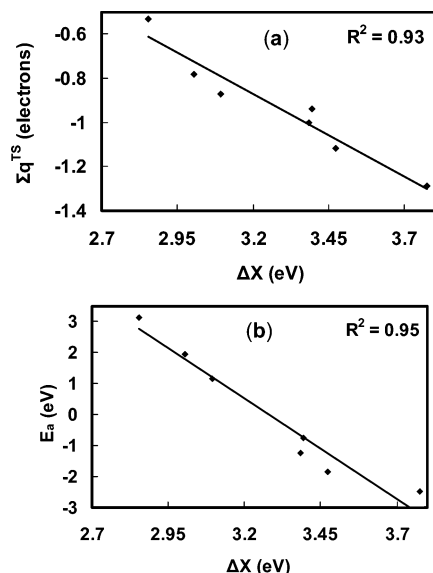 (a)
R² = 0.93
-0.6
-0.8
-1
-1.2
-1.4
Σq^TS (electrons)
2.7 2.95 3.2 3.45 3.7
ΔX (eV)
(b)
R² = 0.95
3
2
1
0
-1
-2
-3
Eₐ (eV)
2.7 2.95 3.2 3.45 3.7
ΔX (eV)